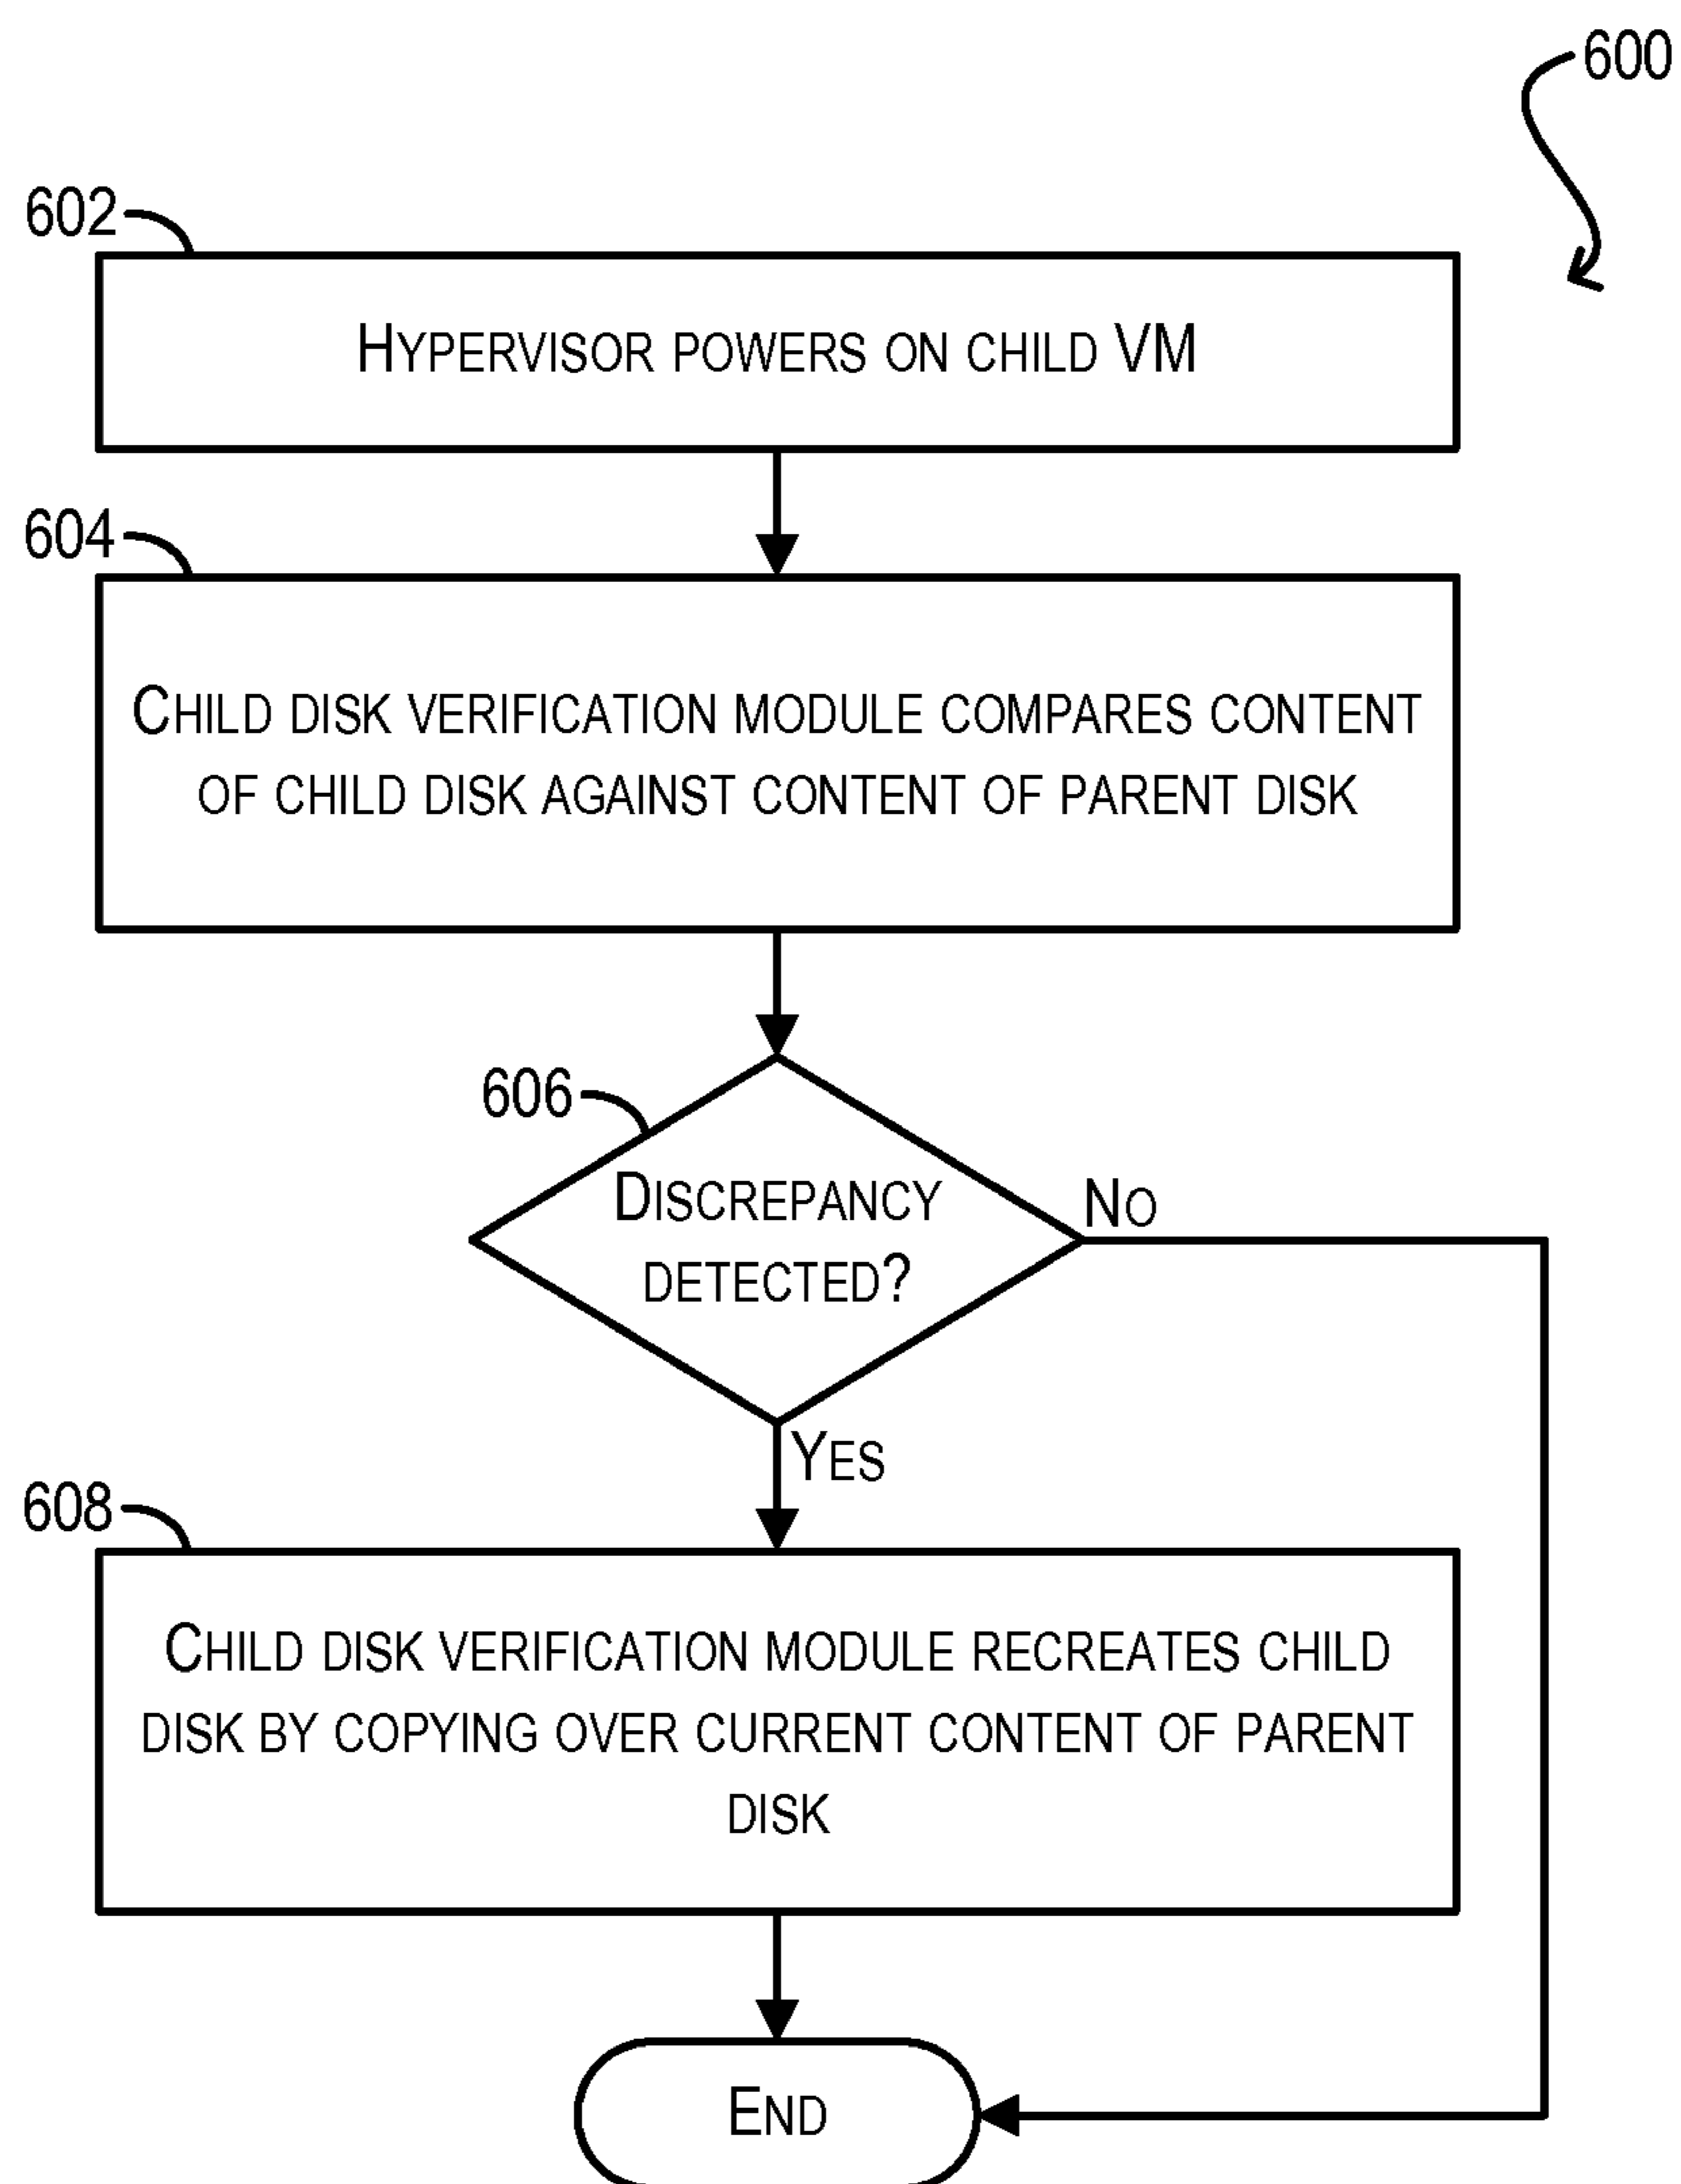 600
602
Hypervisor powers on child VM
604
Child disk verification module compares content
of child disk against content of parent disk
606
Discrepancy
detected?
No
Yes
608
Child disk verification module recreates child
disk by copying over current content of parent
disk
End